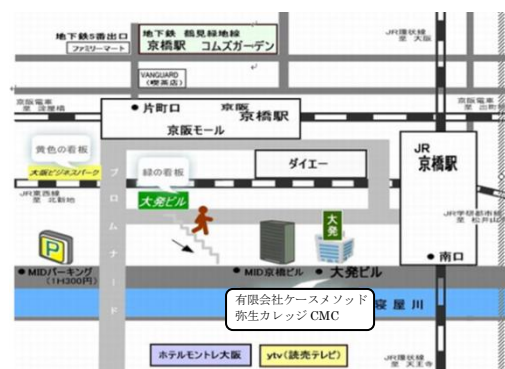 地下鉄5番出口
ファミリーマート
地下鉄 鶴見緑地線
京橋駅 コムズガーデン
JR環状線
至 大阪
VANGUARD
(喫茶店)
京阪電車
至 淀屋橋
片町口
京阪
京橋駅
京阪モール
京阪電車
至 出町
黄色の看板
大阪ビジネスパーク
緑の看板
大発ビル
プロムナード
ダイエー
JR
京橋駅
JR東西線
至 北新地
JR学研都市線
至 松井山
大発
南口
MIDパーキング
(1H300円)
MID京橋ビル
大発ビル
有限会社ケースメソッド
弥生カレッジ CMC
寝屋川
ホテルモントレ大阪
ytv(読売テレビ)
JR環状線
至 天王寺